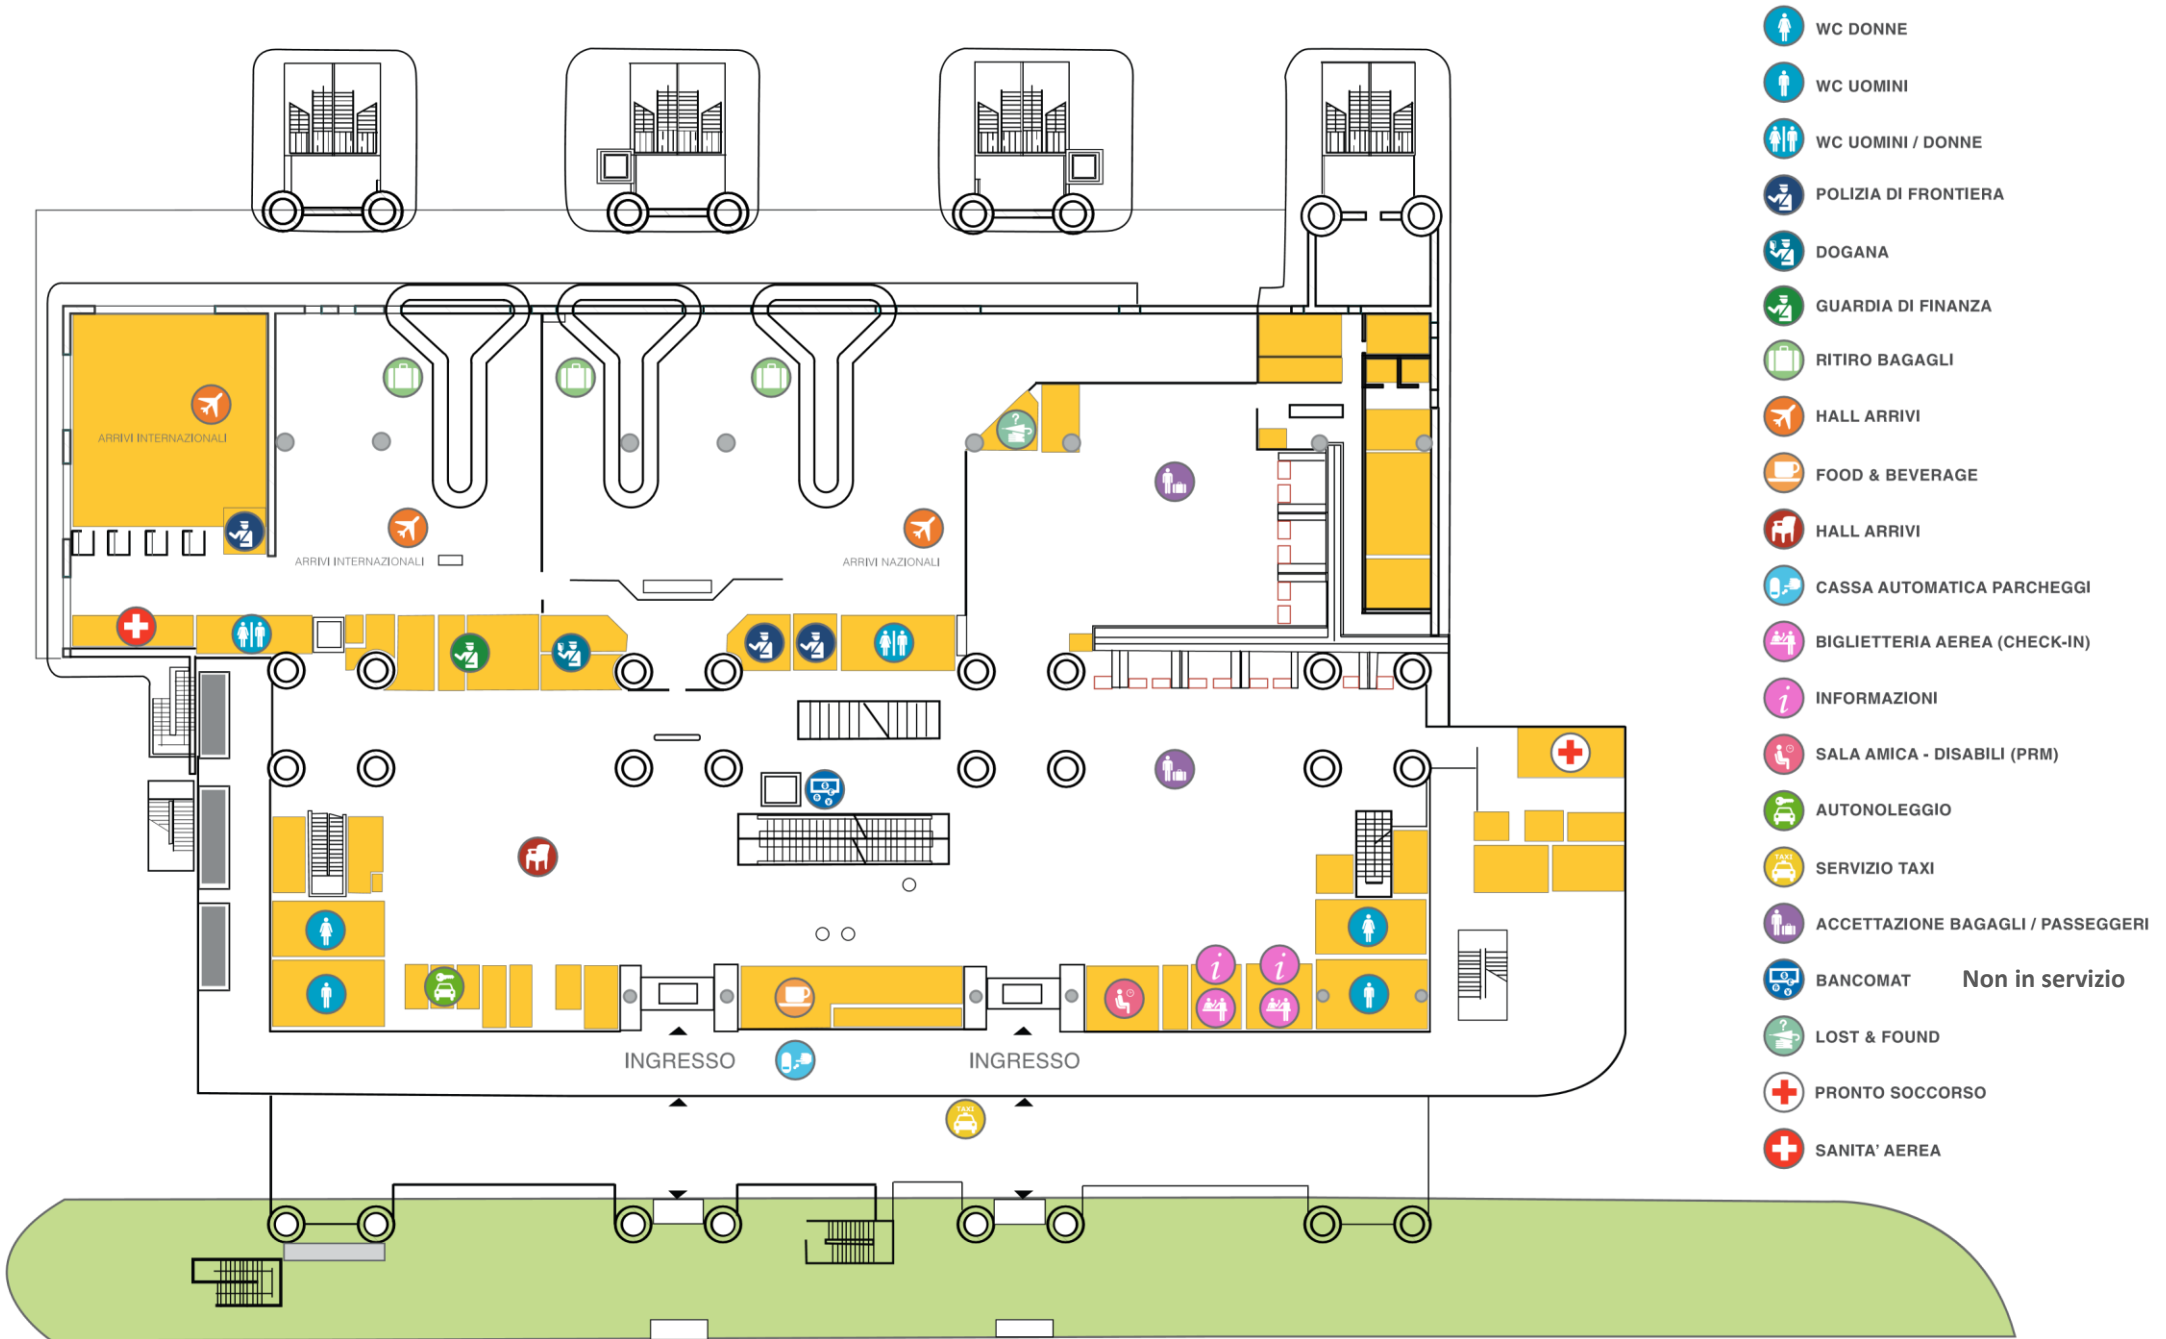 WC DONNE
WC UOMINI
WC UOMINI / DONNE
POLIZIA DI FRONTIERA
DOGANA
GUARDIA DI FINANZA
RITIRO BAGAGLI
HALL ARRIVI
FOOD & BEVERAGE
HALL ARRIVI
CASSA AUTOMATICA PARCHEGGI
BIGLIETTERIA AEREA (CHECK-IN)
i INFORMAZIONI
SALA AMICA - DISABILI (PRM)
AUTONOLEGGIO
TAXI SERVIZIO TAXI
ACCETTAZIONE BAGAGLI / PASSEGGERI
BANCOMAT Non in servizio
? LOST & FOUND
PRONTO SOCCORSO
SANITA' AEREA
?
ARRIVI INTERNAZIONALI
ARRIVI INTERNAZIONALI
ARRIVI NAZIONALI
i i
INGRESSO
INGRESSO
TAXI